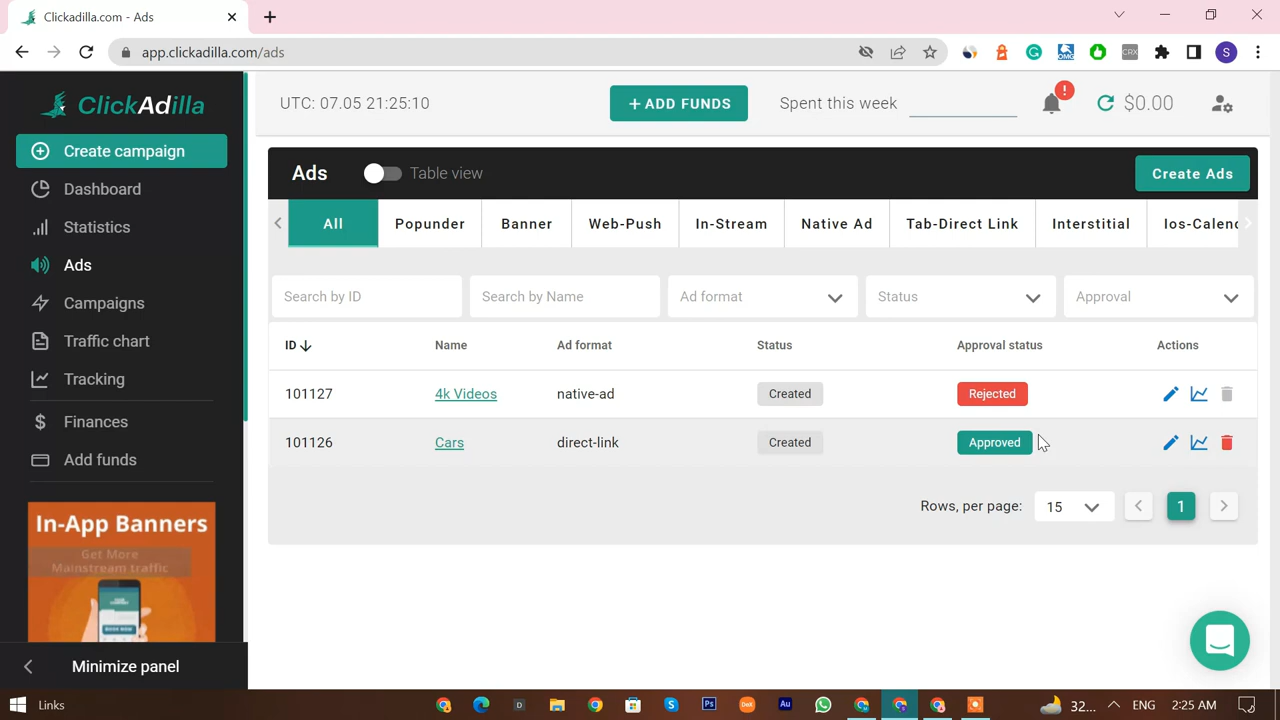 Clickadilla.com - Ads
app.clickadilla.com/ads
S
CRX
ClickAdilla
Create campaign
Dashboard
Statistics
Ads
Campaigns
Traffic chart
Tracking
Finances
Add funds
In-App Banners
Get More
Mainstream traffic
BOOK NOW
Minimize panel
UTC: 07.05 21:25:10
+ ADD FUNDS
Spent this week
!
$0.00
Ads
Table view
Create Ads
All
Popunder
Banner
Web-Push
In-Stream
Native Ad
Tab-Direct Link
Interstitial
Ios-Calend
Search by ID
Search by Name
Ad format
Status
Approval
ID Name Ad format Status Approval status Actions
101127 4k Videos native-ad Created Rejected
101126 Cars direct-link Created Approved
Rows, per page: 15 1
Links
32...
ENG
2:25 AM